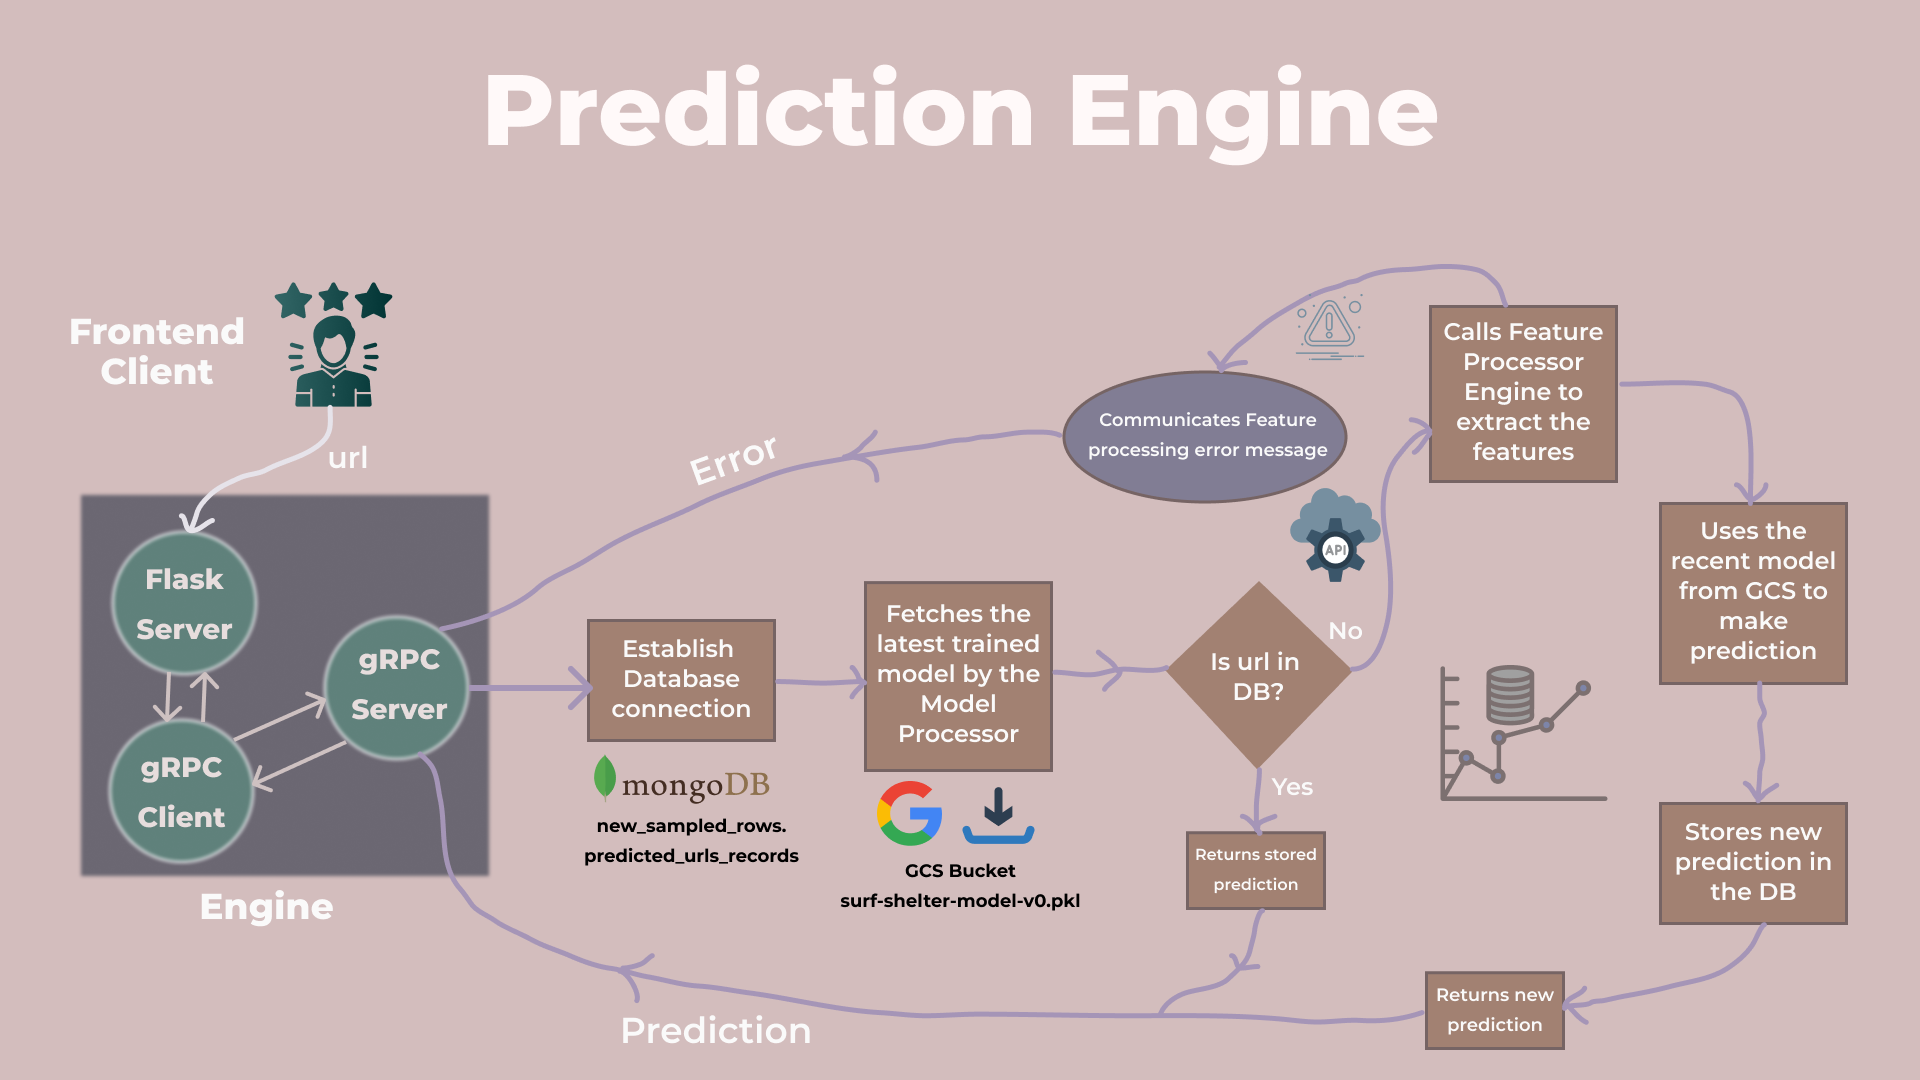 Prediction Engine
Frontend
Client
url
Flask
Server
gRPC
Server
gRPC
Client
Engine
Error
Establish
Database
connection
mongoDB
new_sampled_rows.
predicted_urls_records
Fetches the
latest trained
model by the
Model
Processor
GCS Bucket
surf-shelter-model-v0.pkl
Is url in
DB?
No
Yes
API
Communicates Feature
processing error message
Calls Feature
Processor
Engine to
extract the
features
Uses the
recent model
from GCS to
make
prediction
Stores new
prediction in
the DB
Returns stored
prediction
Returns new
prediction
Prediction